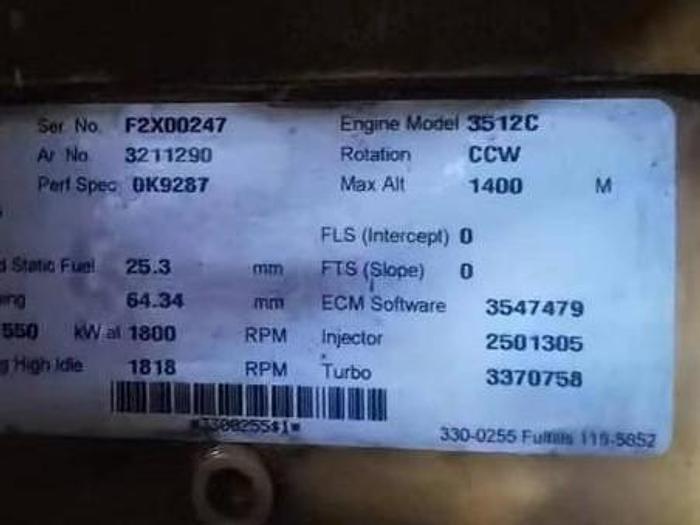 Ser No. F2X00247 Engine Model 3512C
Ar No 3211290 Rotation CCW
Perf Spec 0K9287 Max Alt 1400 M
FLS (Intercept) 0
Static Fuel 25.3 mm FTS (Slope) 0
64.34 mm ECM Software 3547479
550 kW at 1800 RPM Injector 2501305
High Idle 1818 RPM Turbo 3370758
330-0255 Fulfills 115-5852